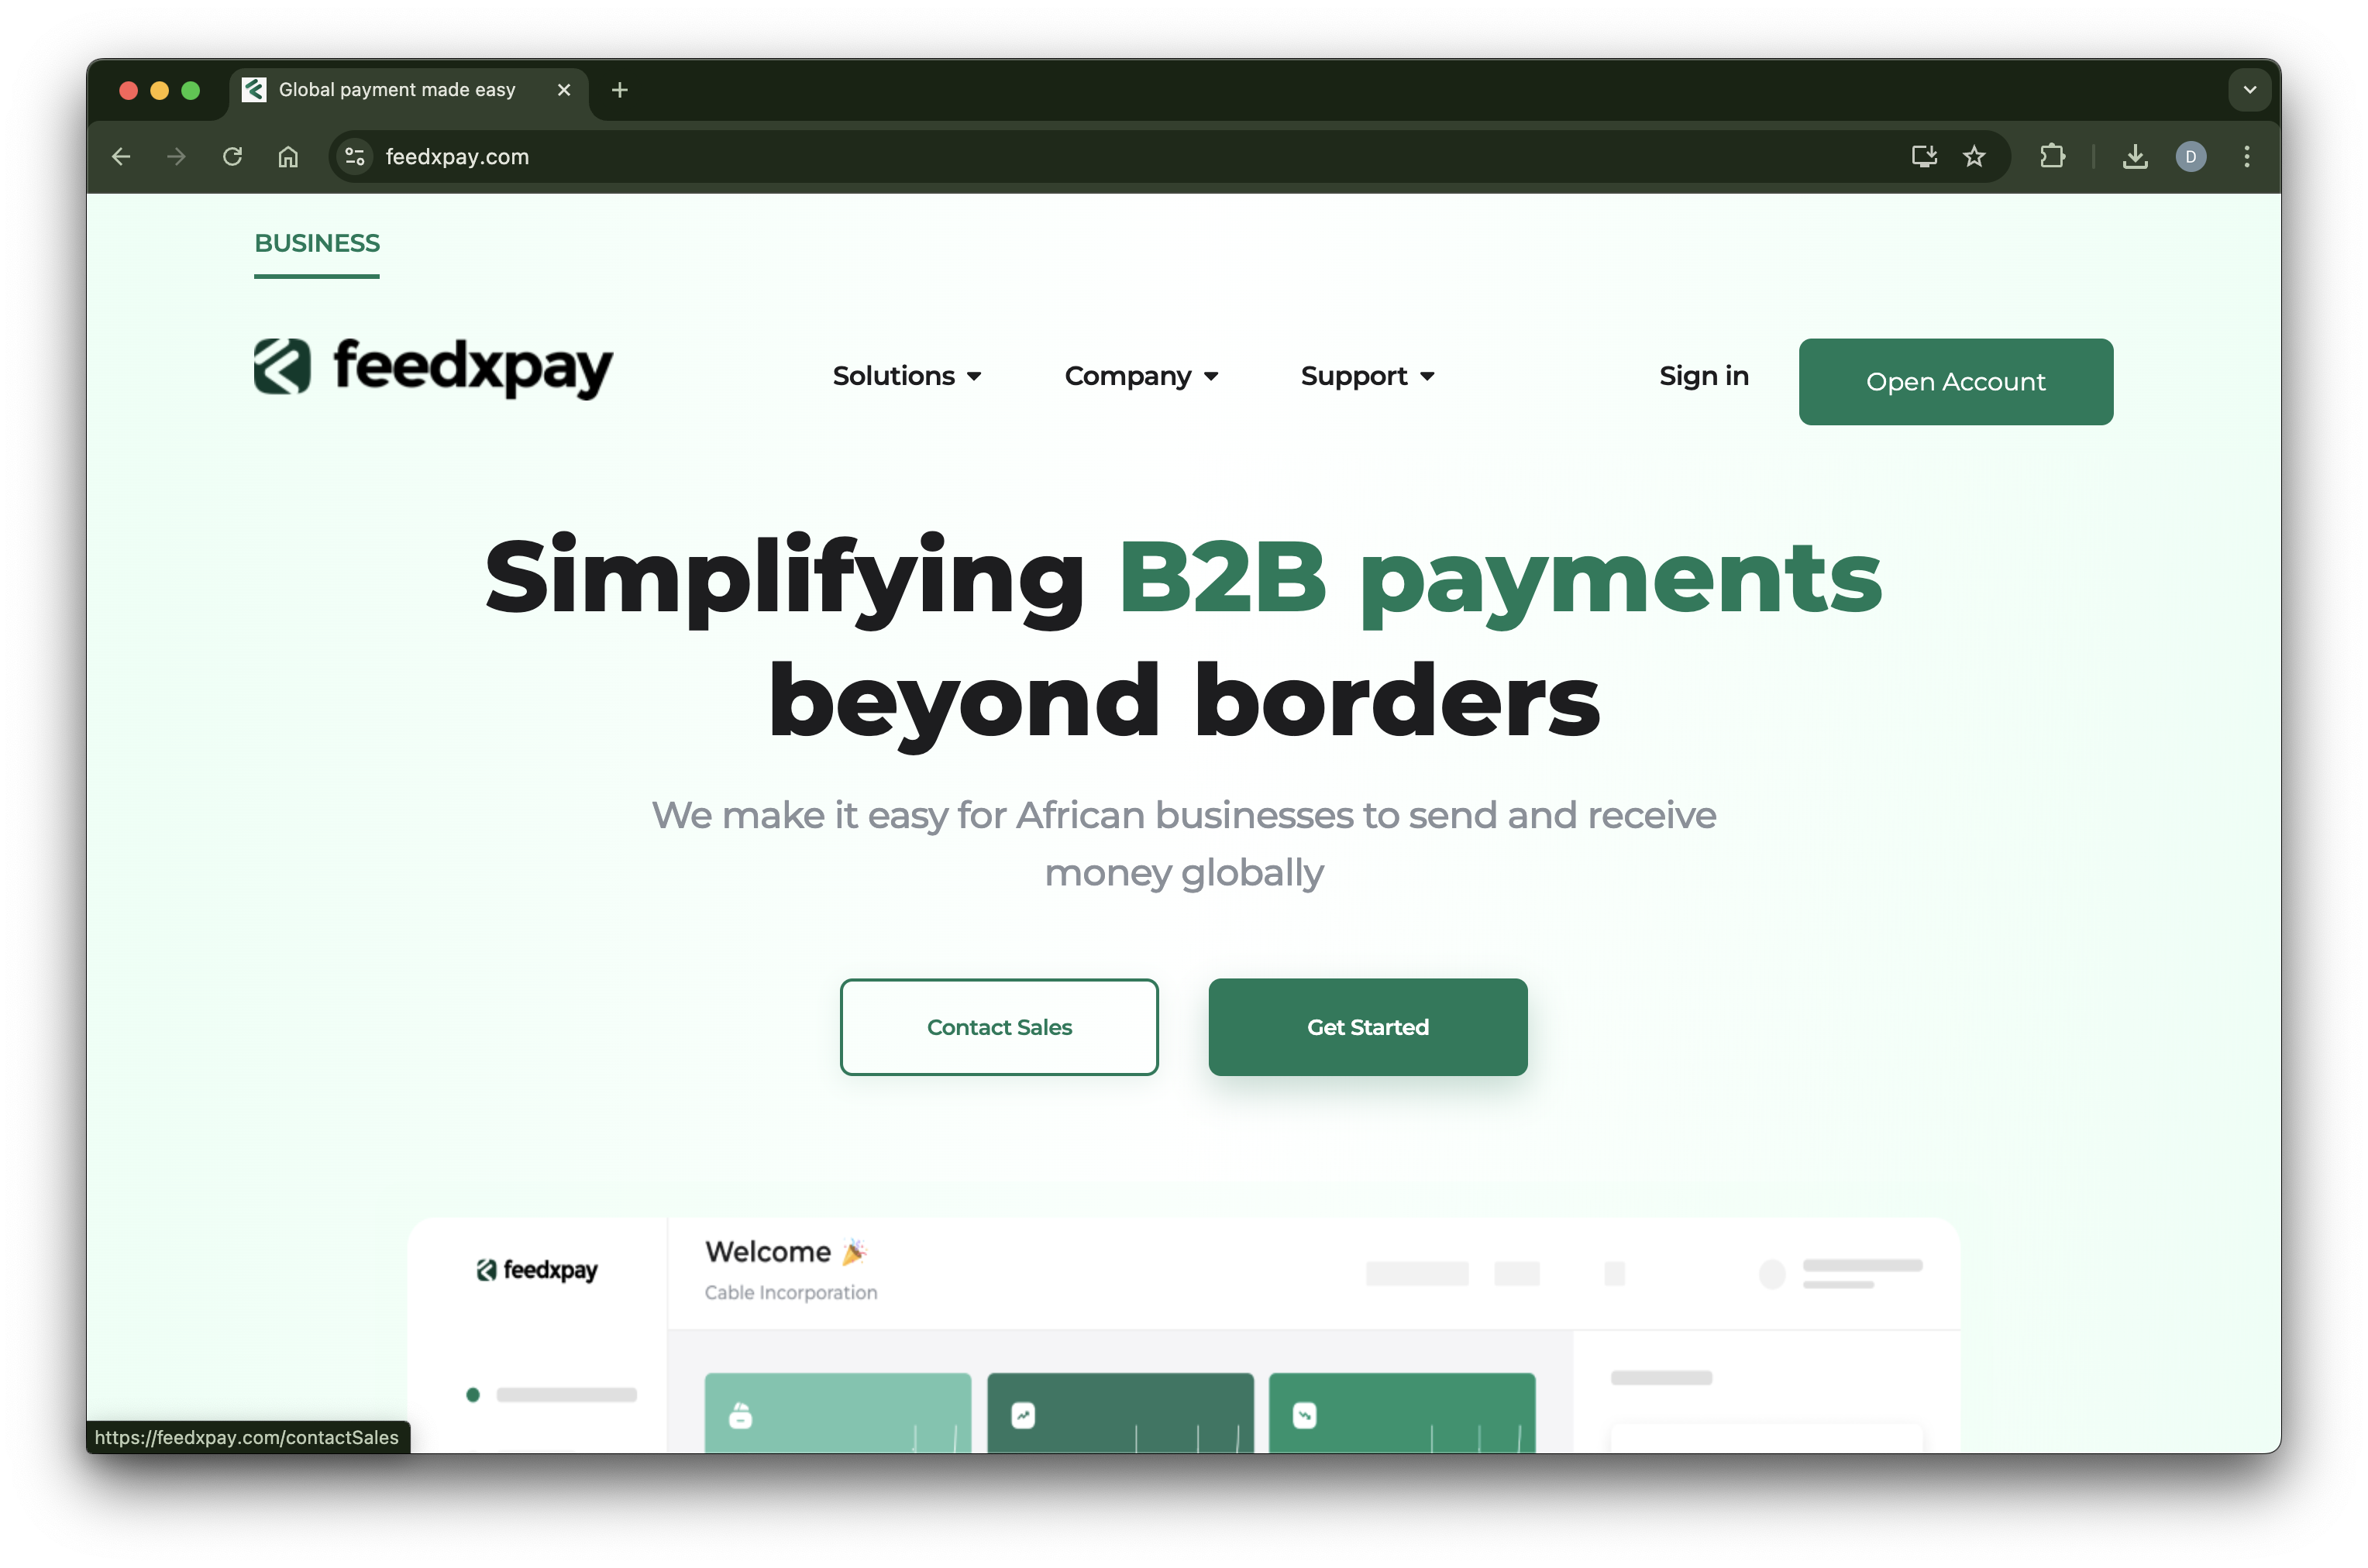 Global payment made easy
feedxpay.com
D
BUSINESS
feedxpay
Solutions
Company
Support
Sign in
Open Account
Simplifying B2B payments
beyond borders
We make it easy for African businesses to send and receive
money globally
Contact Sales
Get Started
feedxpay
Welcome 🎉
Cable Incorporation
https://feedxpay.com/contactSales